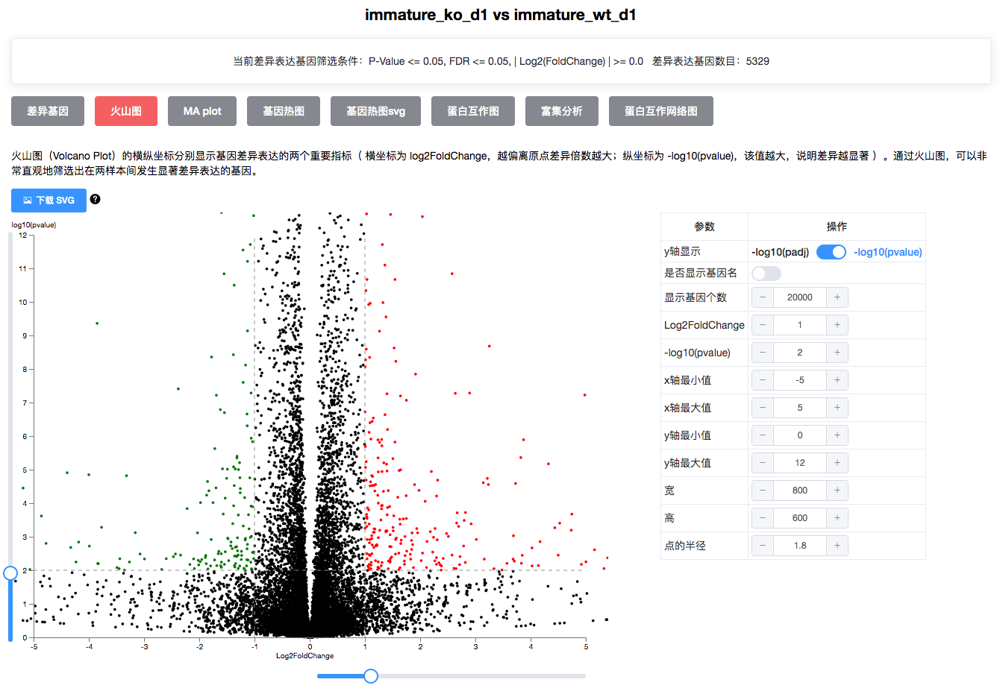 immature_ko_d1 vs immature_wt_d1
当前差异表达基因筛选条件：P-Value <= 0.05, FDR <= 0.05, | Log2(FoldChange) | >= 0.0 差异表达基因数目：5329
差异基因 火山图 MA plot 基因热图 基因热图svg 蛋白互作图 富集分析 蛋白互作网络图
火山图（Volcano Plot）的横纵坐标分别显示基因差异表达的两个重要指标（ 横坐标为 log2FoldChange，越偏离原点差异倍数越大；纵坐标为 -log10(pvalue)，该值越大，说明差异越显著 ）。通过火山图，可以非
常直观地筛选出在两样本间发生显著差异表达的基因。
下载 SVG ?
log10(pvalue)
12
11
10
9
8
7
6
5
4
3
2
1
0
-5 -4 -3 -2 -1 0 1 2 3 4 5
Log2FoldChange
参数 操作
y轴显示 -log10(padj) -log10(pvalue)
是否显示基因名
显示基因个数 − 20000 +
Log2FoldChange − 1 +
-log10(pvalue) − 2 +
x轴最小值 − -5 +
x轴最大值 − 5 +
y轴最小值 − 0 +
y轴最大值 − 12 +
宽 − 800 +
高 − 600 +
点的半径 − 1.8 +